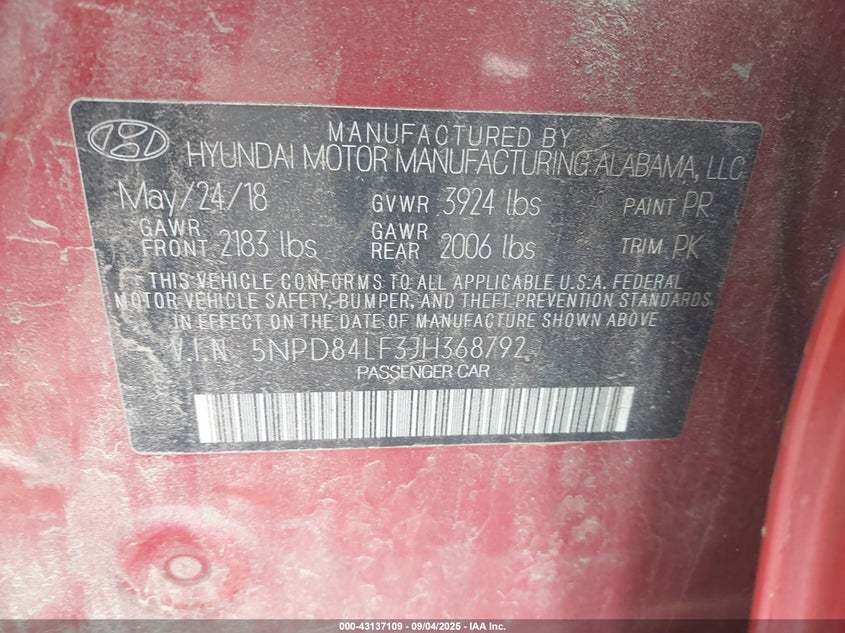 MANUFACTURED BY
HYUNDAI MOTOR MANUFACTURING ALABAMA, LLC
May/24/18 GVWR 3924 lbs PAINT PR
GAWR FRONT 2183 lbs GAWR REAR 2006 lbs TRIM PK
THIS VEHICLE CONFORMS TO ALL APPLICABLE U.S.A. FEDERAL
MOTOR VEHICLE SAFETY, BUMPER, AND THEFT PREVENTION STANDARDS
IN EFFECT ON THE DATE OF MANUFACTURE SHOWN ABOVE
V.I.N. 5NPD84LF3JH368792
PASSENGER CAR
000-43137109 - 09/04/2025 - IAA Inc.